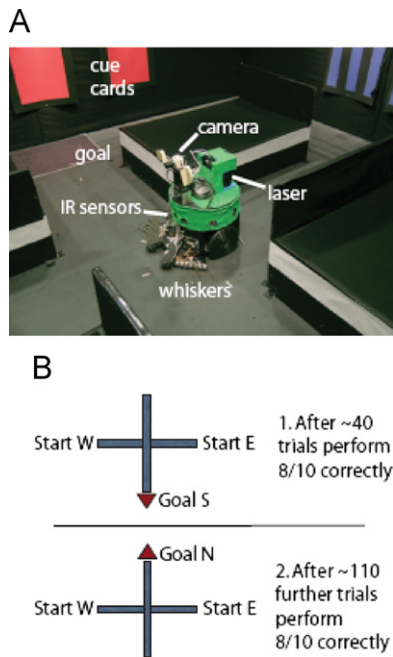 A
cue
cards
camera
goal
laser
IR sensors
whiskers
B
Start W
Start E
1. After ~40
trials perform
8/10 correctly
Goal S
Goal N
Start W
Start E
2. After ~110
further trials
perform
8/10 correctly